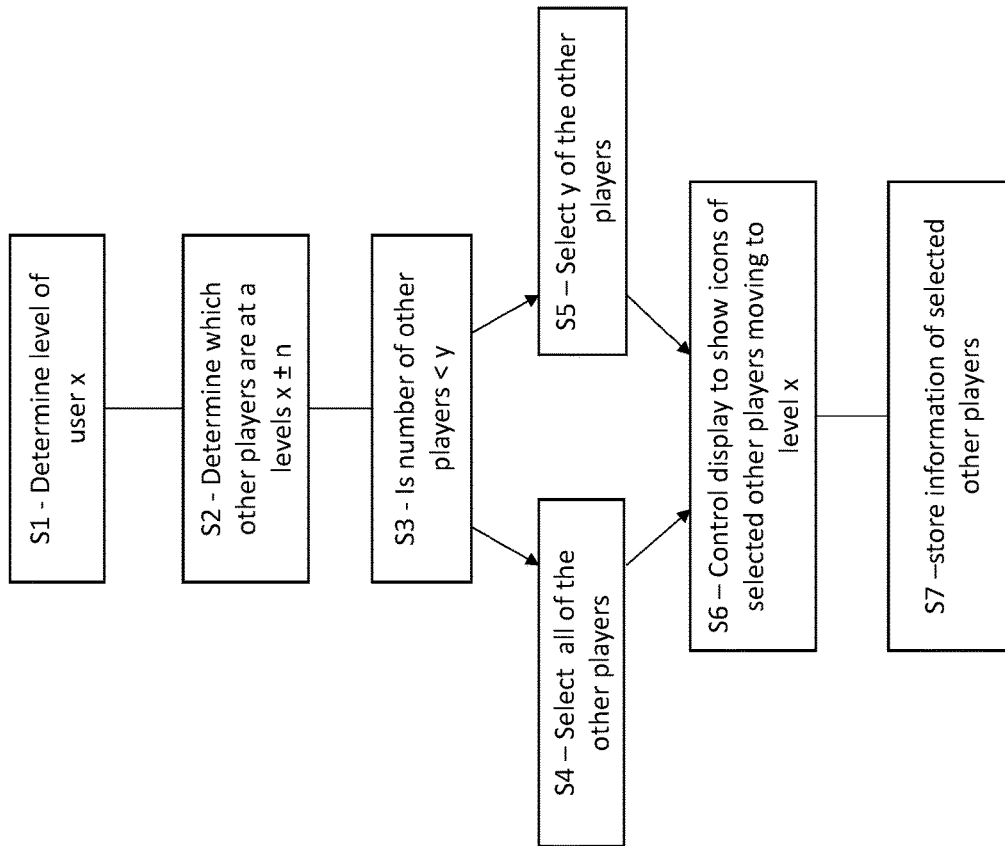 S1 - Determine level of
user x
S2 - Determine which
other players are at a
levels x ± n
S3 - Is number of other
players < y
S4 – Select  all of the
other players
S5 – Select y of the other
players
S6 – Control display to show icons of
selected other players moving to
level x
S7 –store information of selected
other players